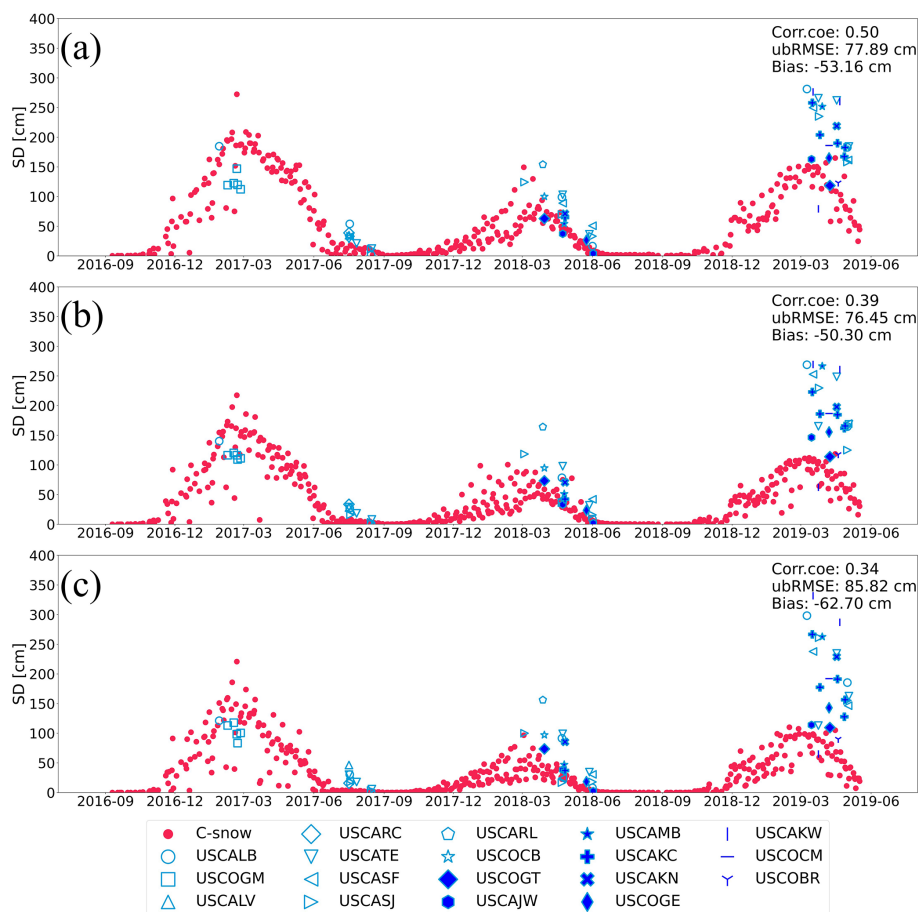 400
350
300
250
200
150
100
50
0
SD [cm]
(a)
Corr.coe: 0.50
ubRMSE: 77.89 cm
Bias: -53.16 cm
2016-09 2016-12 2017-03 2017-06 2017-09 2017-12 2018-03 2018-06 2018-09 2018-12 2019-03 2019-06
400
350
300
250
200
150
100
50
0
SD [cm]
(b)
Corr.coe: 0.39
ubRMSE: 76.45 cm
Bias: -50.30 cm
2016-09 2016-12 2017-03 2017-06 2017-09 2017-12 2018-03 2018-06 2018-09 2018-12 2019-03 2019-06
400
350
300
250
200
150
100
50
0
SD [cm]
(c)
Corr.coe: 0.34
ubRMSE: 85.82 cm
Bias: -62.70 cm
2016-09 2016-12 2017-03 2017-06 2017-09 2017-12 2018-03 2018-06 2018-09 2018-12 2019-03 2019-06
C-snow USCARC USCARL USCAMB USCAKW
USCALB USCATE USCOCB USCAKC USCOCM
USCOGM USCASF USCOGT USCAKN USCOBR
USCALV USCASJ USCAJW USCOGE